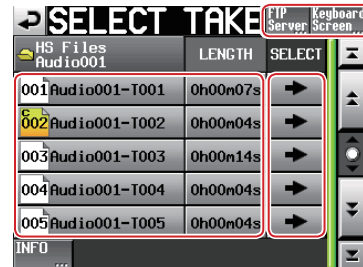 SELECT TAKE
FTP Server
Keyboard Screen
HS Files
Audio001
LENGTH
SELECT
001 Audio001-T001 0h00m07s
C
002 Audio001-T002 0h00m04s
003 Audio001-T003 0h00m14s
004 Audio001-T004 0h00m04s
005 Audio001-T005 0h00m04s
INFO